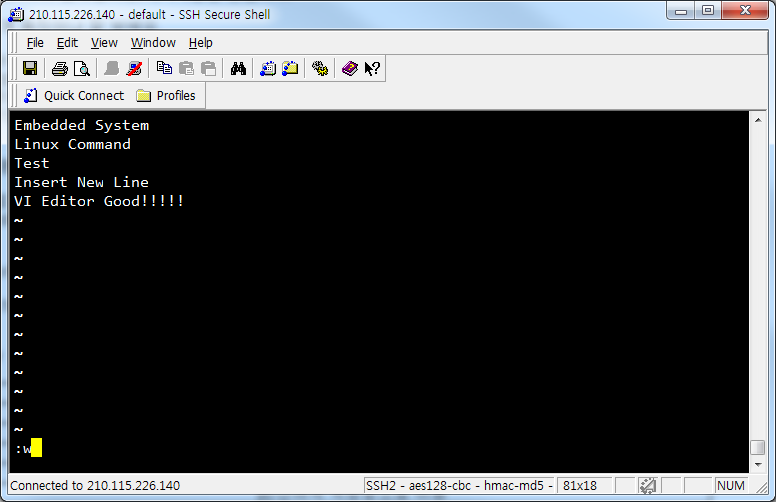 210.115.226.140 - default - SSH Secure Shell
File Edit View Window Help
Quick Connect Profiles
Embedded System
Linux Command
Test
Insert New Line
VI Editor Good!!!!!
~
~
~
~
~
~
~
~
~
~
~
~
:w
Connected to 210.115.226.140 SSH2 - aes128-cbc - hmac-md5 - 81x18 NUM